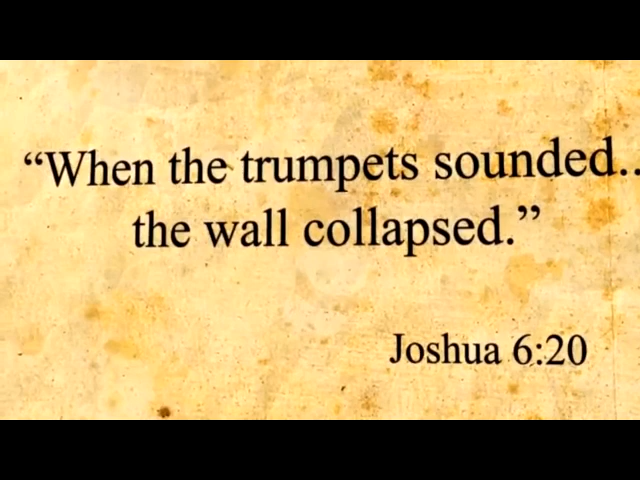 “When the trumpets sounded..
the wall collapsed.”
Joshua 6:20